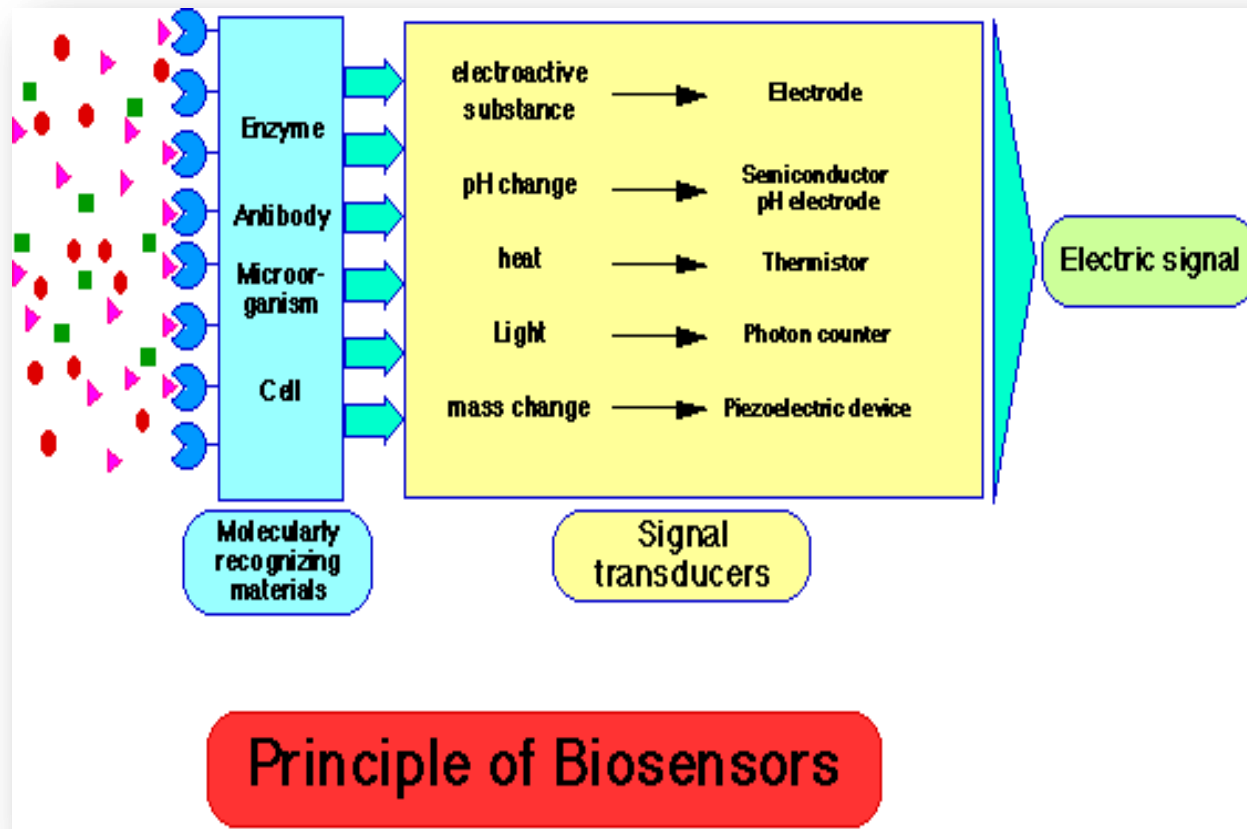 Enzyme
Antibody
Microor-
ganism
Cell
electroactive
substance
Electrode
pH change
Semiconductor
pH electrode
heat
Thermistor
Light
Photon counter
mass change
Piezoelectric device
Electric signal
Molecularly
recognizing
materials
Signal
transducers
Principle of Biosensors